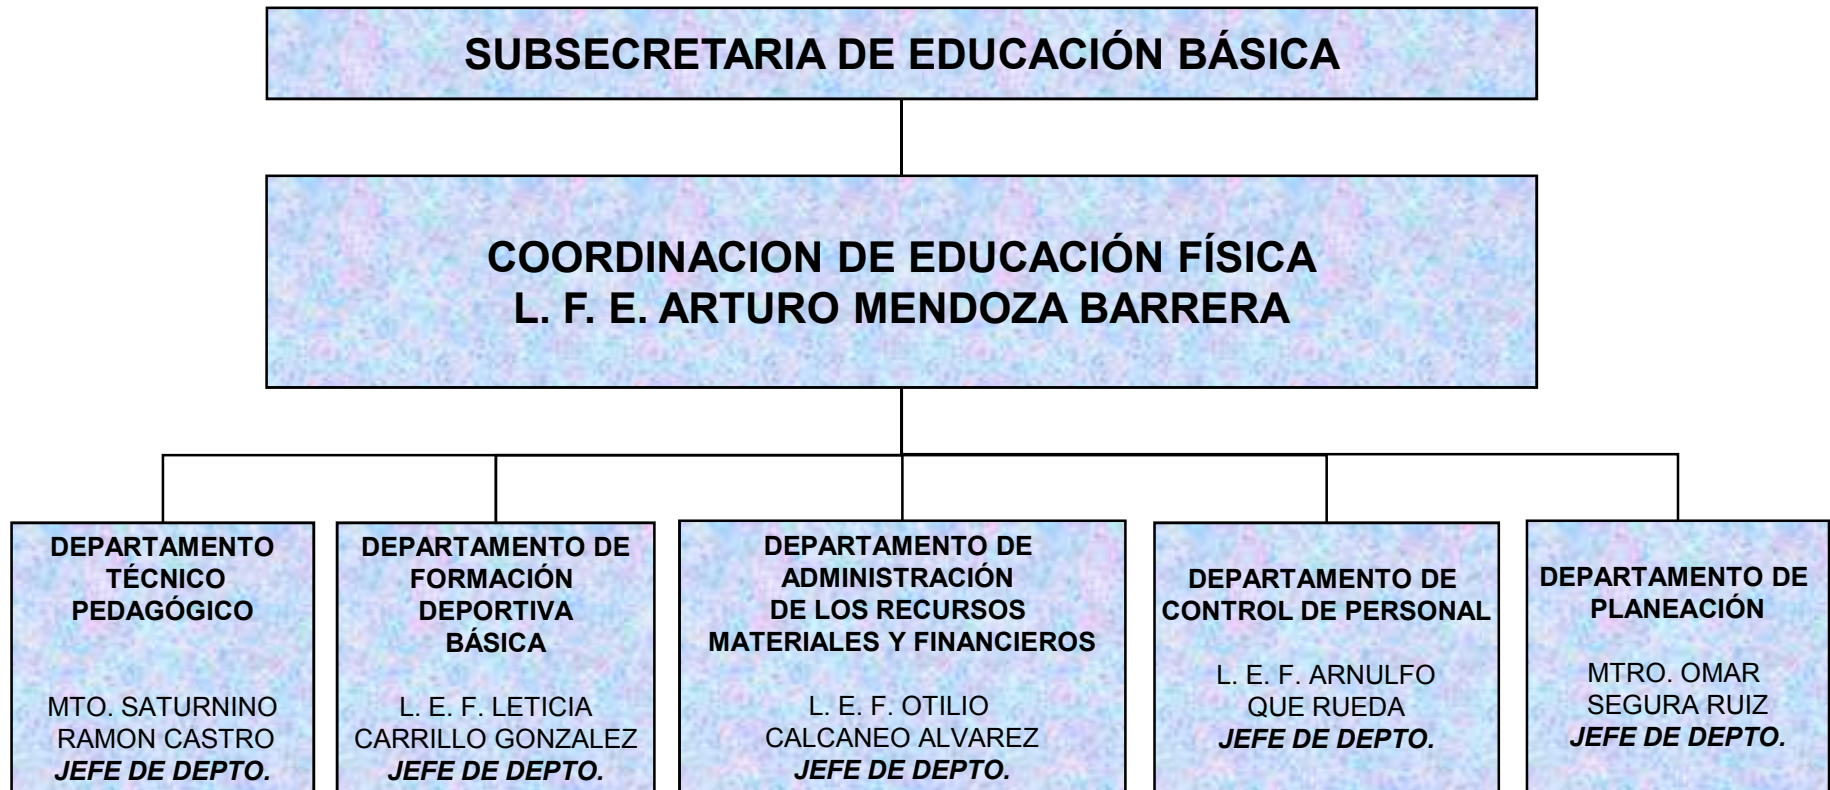 SUBSECRETARIA DE EDUCACIÓN BÁSICA
COORDINACION DE EDUCACIÓN FÍSICA
L. F. E. ARTURO MENDOZA BARRERA
DEPARTAMENTO
TÉCNICO
PEDAGÓGICO
MTO. SATURNINO
RAMON CASTRO
JEFE DE DEPTO.
DEPARTAMENTO DE
FORMACIÓN
DEPORTIVA
BÁSICA
L. E. F. LETICIA
CARRILLO GONZALEZ
JEFE DE DEPTO.
DEPARTAMENTO DE
ADMINISTRACIÓN
DE LOS RECURSOS
MATERIALES Y FINANCIEROS
L. E. F. OTILIO
CALCANEO ALVAREZ
JEFE DE DEPTO.
DEPARTAMENTO DE
CONTROL DE PERSONAL
L. E. F. ARNULFO
QUE RUEDA
JEFE DE DEPTO.
DEPARTAMENTO DE
PLANEACIÓN
MTRO. OMAR
SEGURA RUIZ
JEFE DE DEPTO.